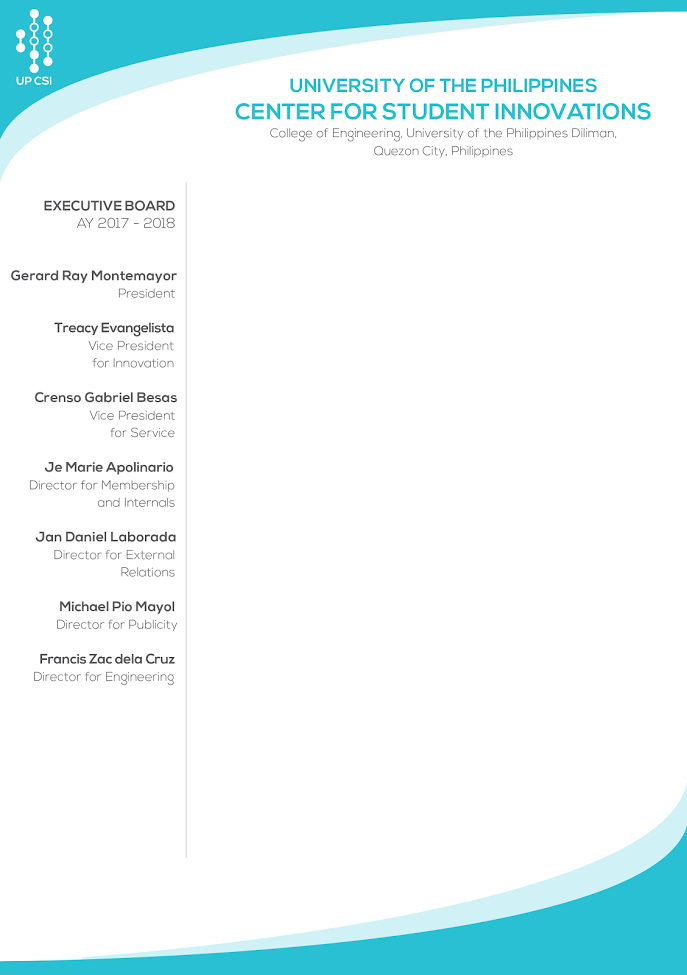 UP CSI
UNIVERSITY OF THE PHILIPPINES
CENTER FOR STUDENT INNOVATIONS
College of Engineering, University of the Philippines Diliman,
Quezon City, Philippines
EXECUTIVE BOARD
AY 2017 - 2018
Gerard Ray Montemayor
President
Treacy Evangelista
Vice President
for Innovation
Crenso Gabriel Besas
Vice President
for Service
Je Marie Apolinario
Director for Membership
and Internals
Jan Daniel Laborada
Director for External
Relations
Michael Pio Mayol
Director for Publicity
Francis Zac dela Cruz
Director for Engineering